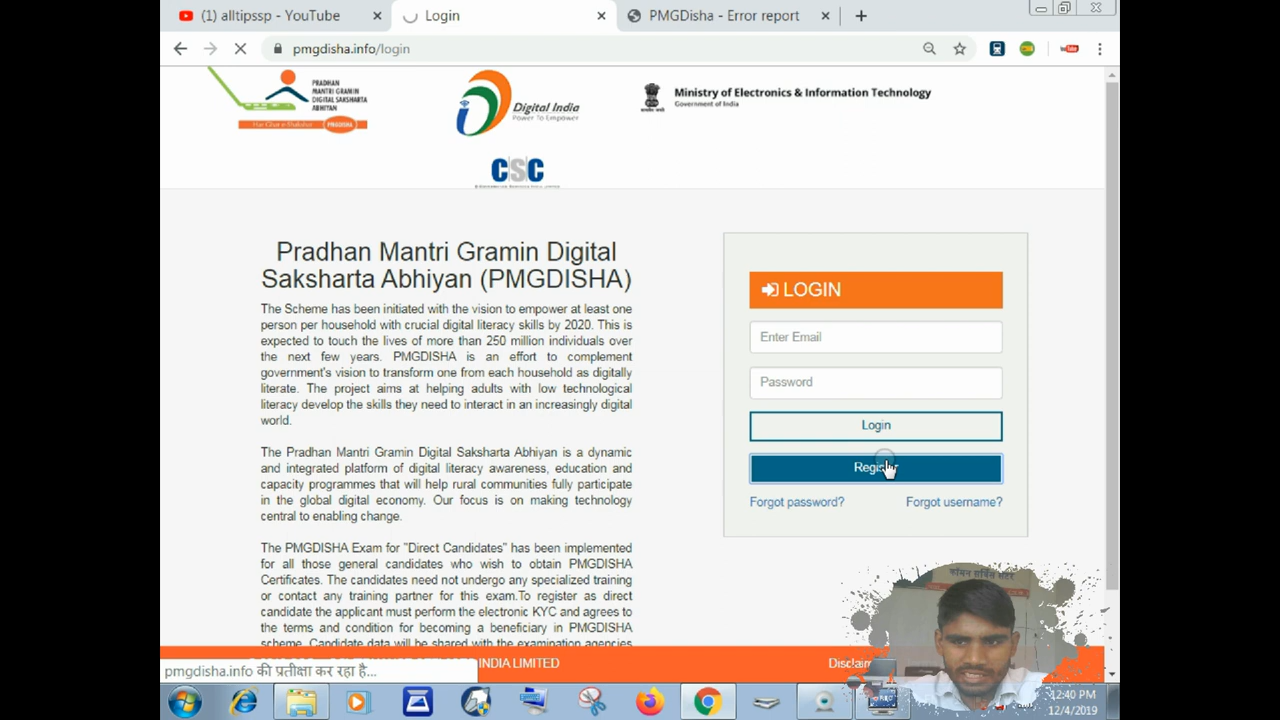 (1) alltipssp - YouTube
Login
PMGDisha - Error report
pmgdisha.info/login
PRADHAN
MANTRI GRAMIN
DIGITAL SAKSHARTA
ABHIYAN
PMGDISHA
Digital India
Power To Empower
Ministry of Electronics & Information Technology
Government of India
CSC
Pradhan Mantri Gramin Digital
Saksharta Abhiyan (PMGDISHA)
The Scheme has been initiated with the vision to empower at least one
person per household with crucial digital literacy skills by 2020. This is
expected to touch the lives of more than 250 million individuals over
the next few years. PMGDISHA is an effort to complement
government's vision to transform one from each household as digitally
literate. The project aims at helping adults with low technological
literacy develop the skills they need to interact in an increasingly digital
world.
The Pradhan Mantri Gramin Digital Saksharta Abhiyan is a dynamic
and integrated platform of digital literacy awareness, education and
capacity programmes that will help rural communities fully participate
in the global digital economy. Our focus is on making technology
central to enabling change.
The PMGDISHA Exam for "Direct Candidates" has been implemented
for all those general candidates who wish to obtain PMGDISHA
Certificates. The candidates need not undergo any specialized training
or contact any training partner for this exam.To register as direct
candidate the applicant must perform the electronic KYC and agrees to
the terms and condition for becoming a beneficiary in PMGDISHA
scheme. Candidate data will be shared with the examination agencies
LOGIN
Enter Email
Password
Login
Register
Forgot password?
Forgot username?
INDIA LIMITED
Disclai
pmgdisha.info की प्रतीक्षा कर रहा है...
12:40 PM
12/4/2019